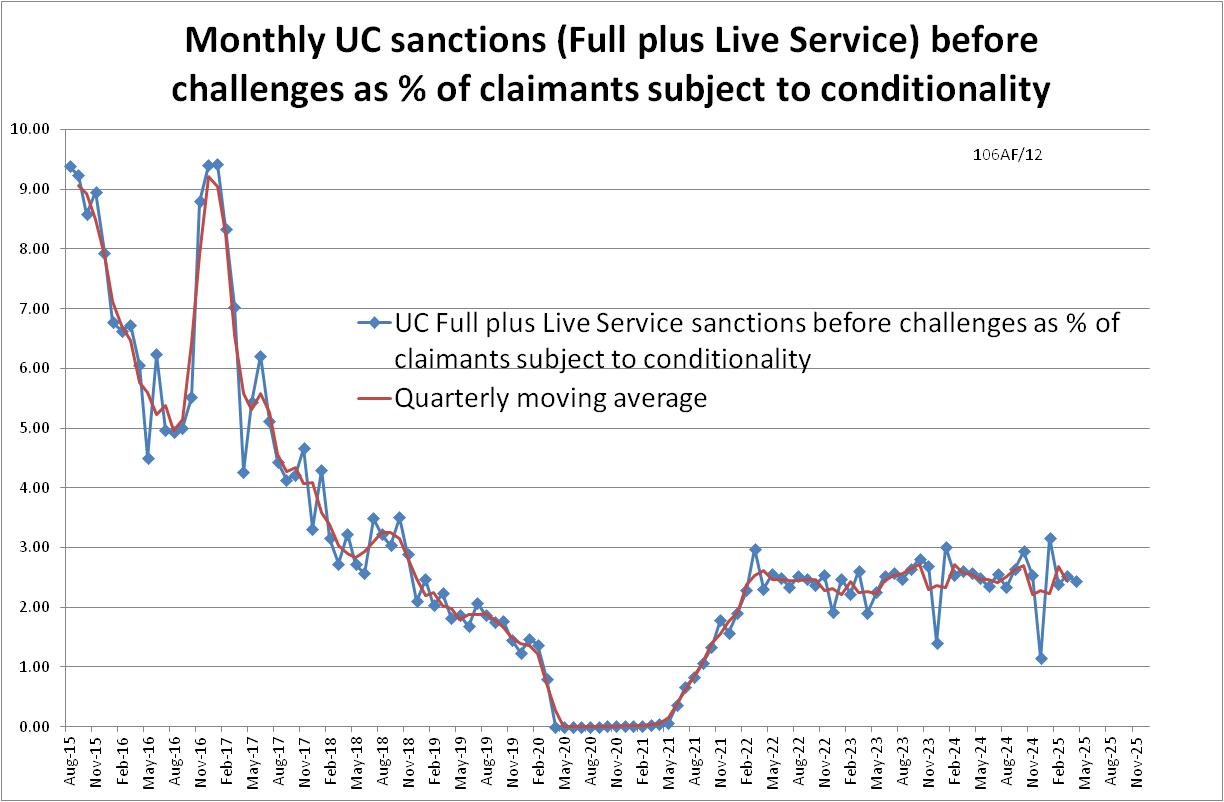 Monthly UC sanctions (Full plus Live Service) before
challenges as % of claimants subject to conditionality
10.00
106AF/12
9.00
8.00
7.00
UC Full plus Live Service sanctions before challenges as % of
claimants subject to conditionality
6.00
Quarterly moving average
5.00
4.00
3.00
2.00
1.00
0.00
Aug-15
Nov-15
Feb-16
May-16
Aug-16
Nov-16
Feb-17
May-17
Aug-17
Nov-17
Feb-18
May-18
Aug-18
Nov-18
Feb-19
May-19
Aug-19
Nov-19
Feb-20
May-20
Aug-20
Nov-20
Feb-21
May-21
Aug-21
Nov-21
Feb-22
May-22
Aug-22
Nov-22
Feb-23
May-23
Aug-23
Nov-23
Feb-24
May-24
Aug-24
Nov-24
Feb-25
May-25
Aug-25
Nov-25